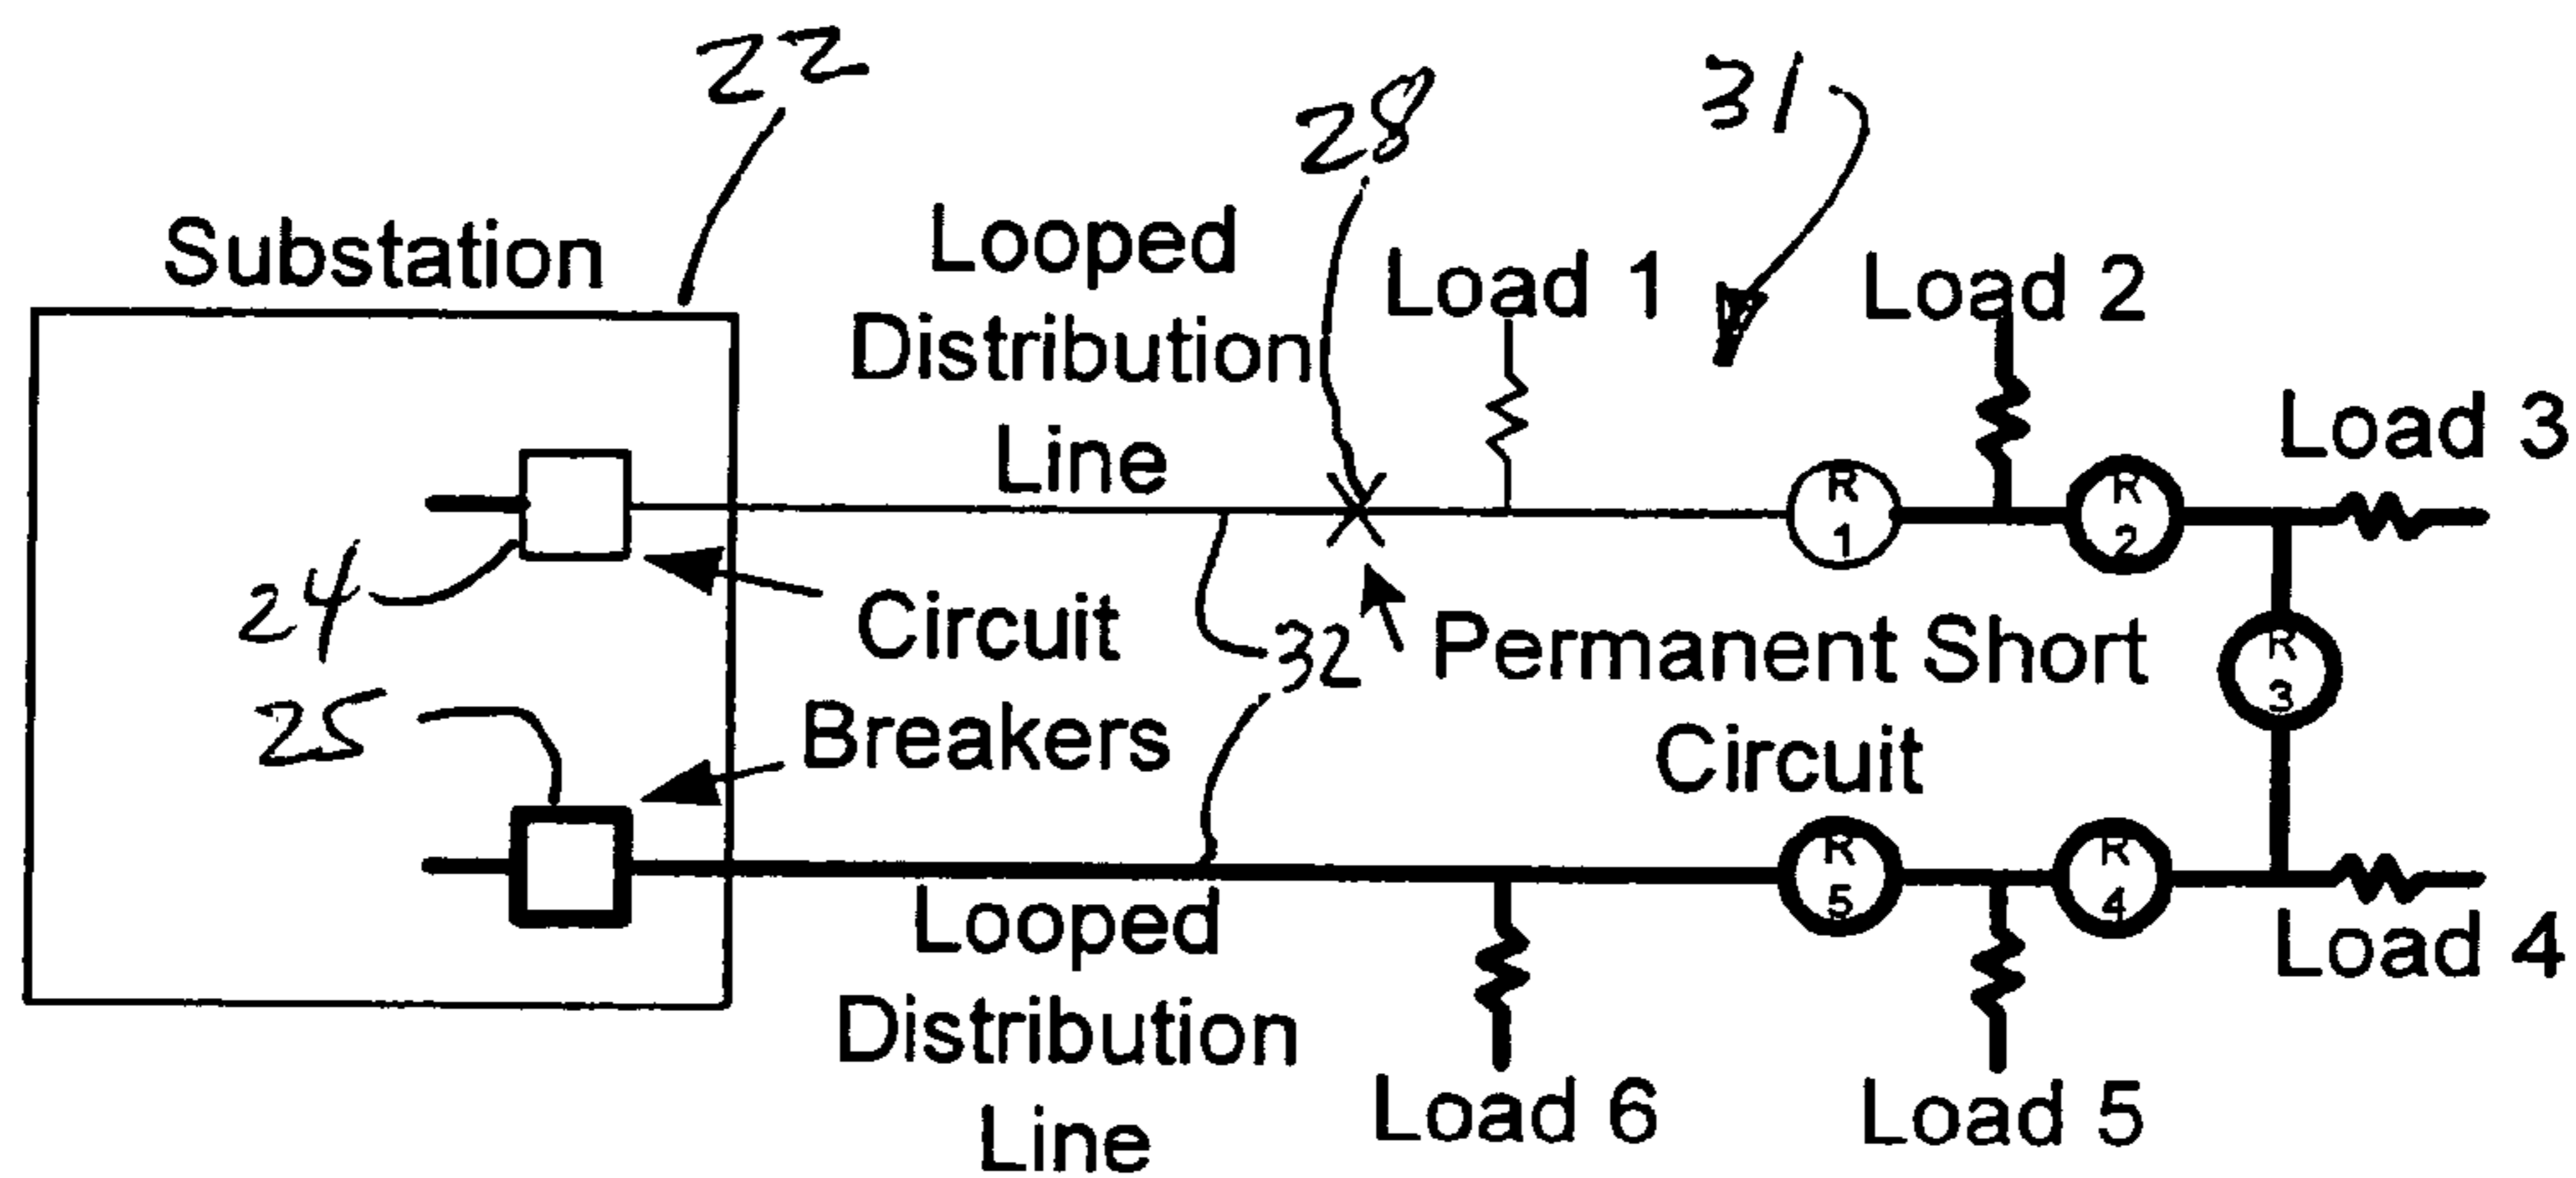 22
28
31
Substation
Looped
Distribution
Line
Load 1
Load 2
Load 3
R
1
R
2
24
Circuit
Breakers
32
Permanent Short
Circuit
R
3
25
R
5
R
4
Looped
Distribution
Line
Load 6
Load 5
Load 4